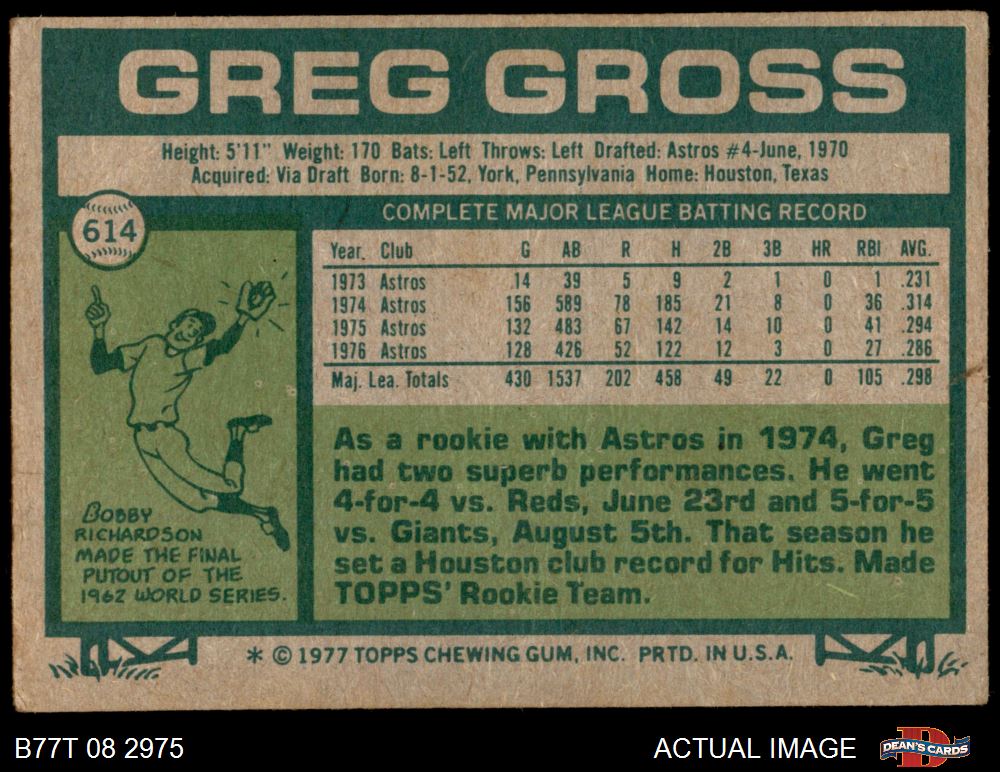 GREG GROSS
Height: 5'11" Weight: 170 Bats: Left Throws: Left Drafted: Astros #4-June, 1970
Acquired: Via Draft Born: 8-1-52, York, Pennsylvania Home: Houston, Texas
614
COMPLETE MAJOR LEAGUE BATTING RECORD
Year. Club G AB R H 2B 3B HR RBI AVG.
1973 Astros 14 39 5 9 2 1 0 1 .231
1974 Astros 156 589 78 185 21 8 0 36 .314
1975 Astros 132 483 67 142 14 10 0 41 .294
1976 Astros 128 426 52 122 12 3 0 27 .286
Maj. Lea. Totals 430 1537 202 458 49 22 0 105 .298
BOBBY
RICHARDSON
MADE THE FINAL
PUTOUT OF THE
1962 WORLD SERIES.
As a rookie with Astros in 1974, Greg
had two superb performances. He went
4-for-4 vs. Reds, June 23rd and 5-for-5
vs. Giants, August 5th. That season he
set a Houston club record for Hits. Made
TOPPS' Rookie Team.
* © 1977 TOPPS CHEWING GUM, INC. PRTD. IN U.S.A.
B77T 08 2975
ACTUAL IMAGE
D
DEAN'S CARDS